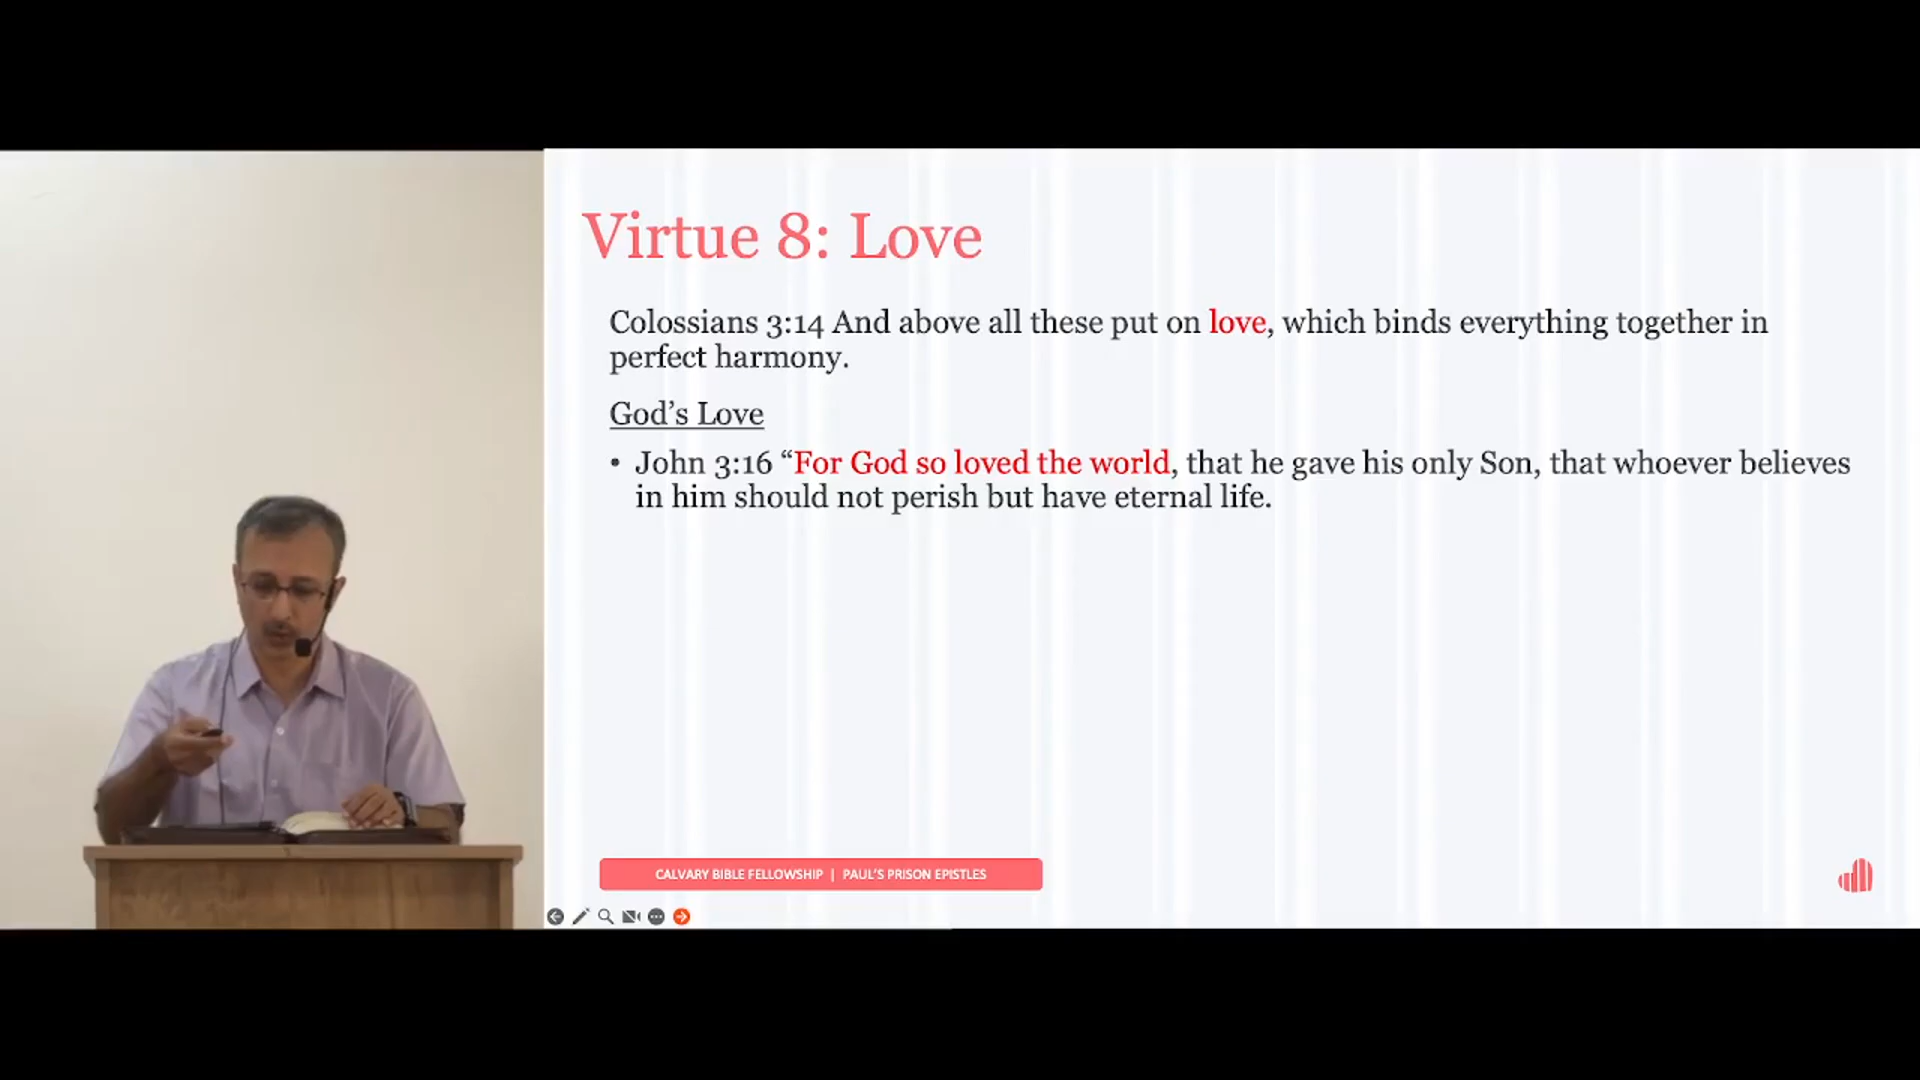 Virtue 8: Love
Colossians 3:14 And above all these put on love, which binds everything together in
perfect harmony.
God’s Love
• John 3:16 “For God so loved the world, that he gave his only Son, that whoever believes
in him should not perish but have eternal life.
CALVARY BIBLE FELLOWSHIP | PAUL’S PRISON EPISTLES